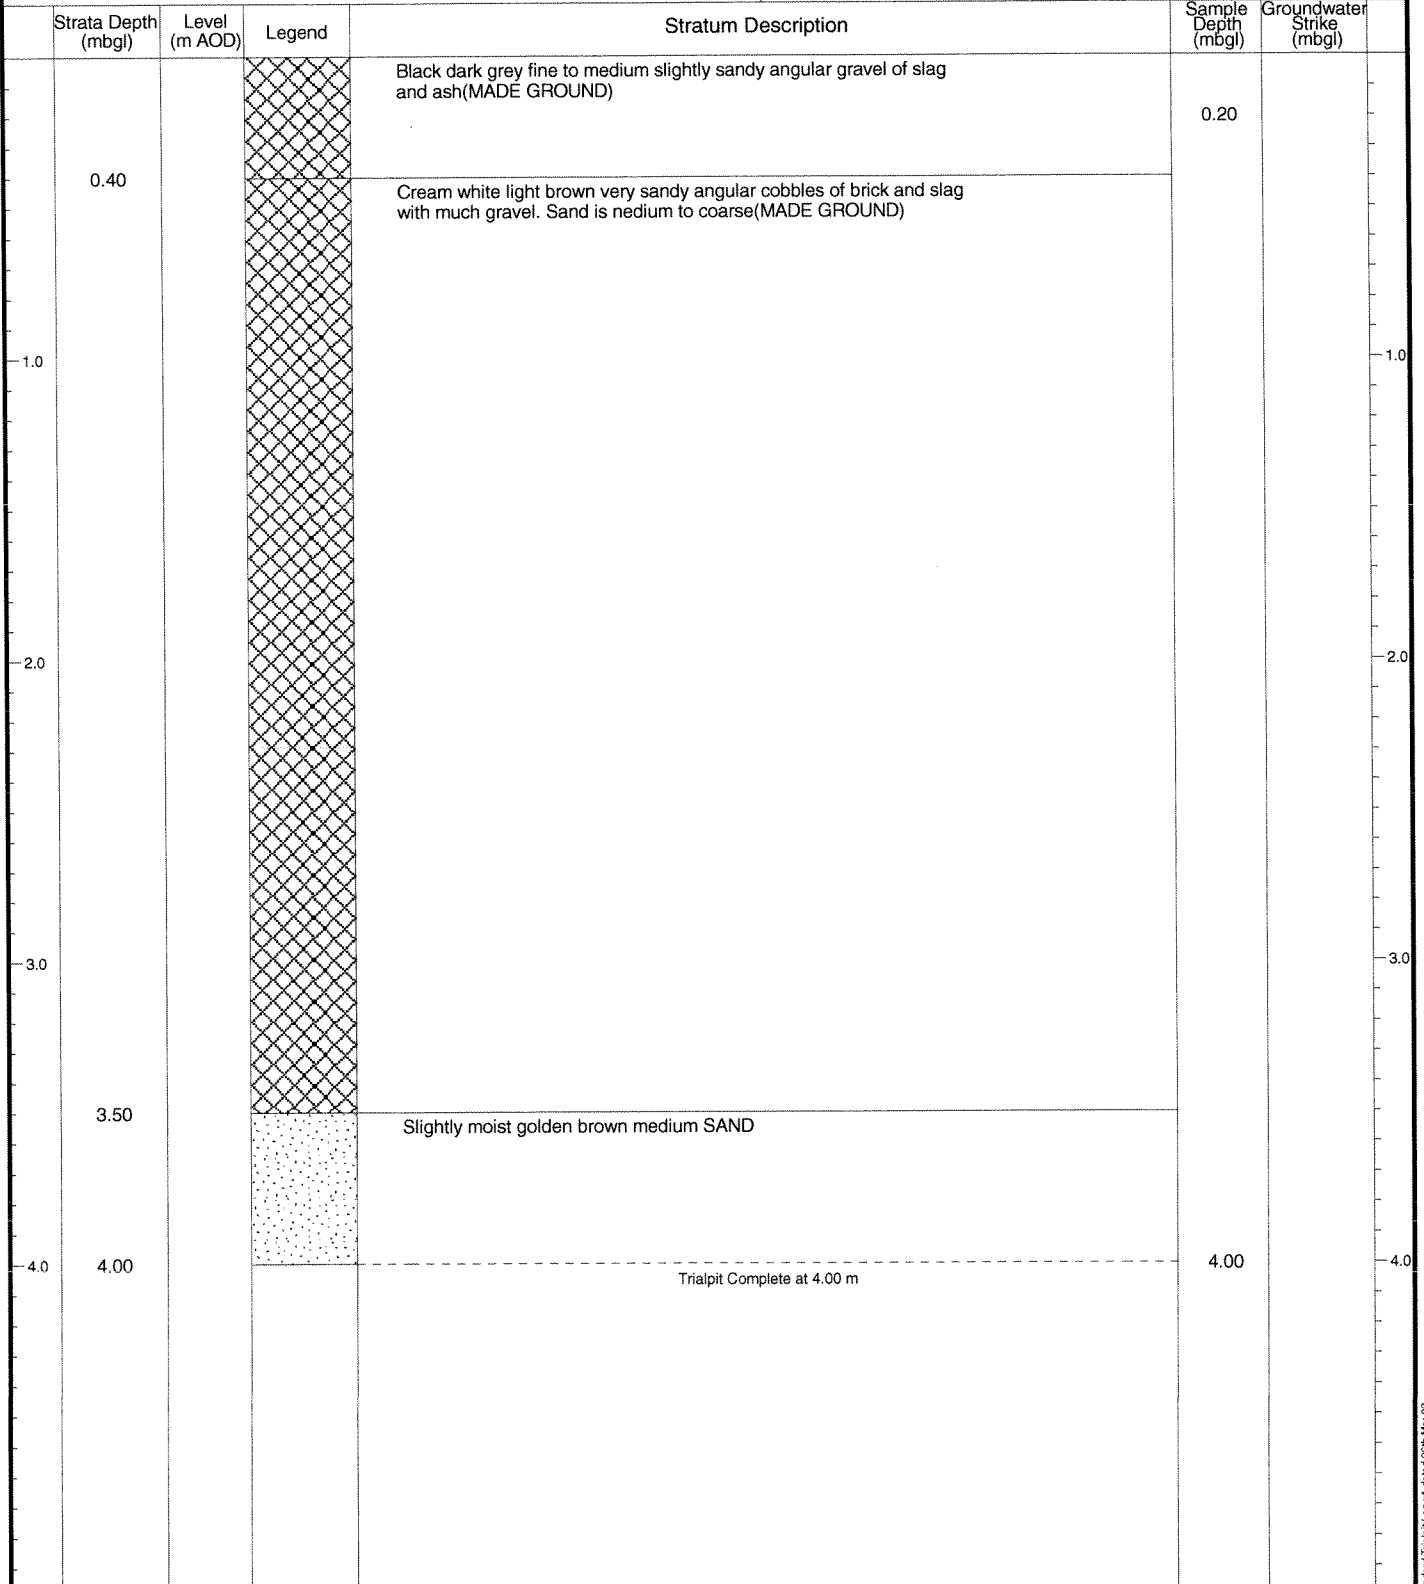 Strata Depth
(mbgl)
Level
(m AOD)
Legend
Stratum Description
Sample
Depth
(mbgl)
Groundwater
Strike
(mbgl)
Black dark grey fine to medium slightly sandy angular gravel of slag
and ash(MADE GROUND)
0.20
0.40
Cream white light brown very sandy angular cobbles of brick and slag
with much gravel. Sand is nedium to coarse(MADE GROUND)
1.0
1.0
2.0
2.0
3.0
3.0
3.50
Slightly moist golden brown medium SAND
4.0
4.00
4.00
4.0
Trialpit Complete at 4.00 m